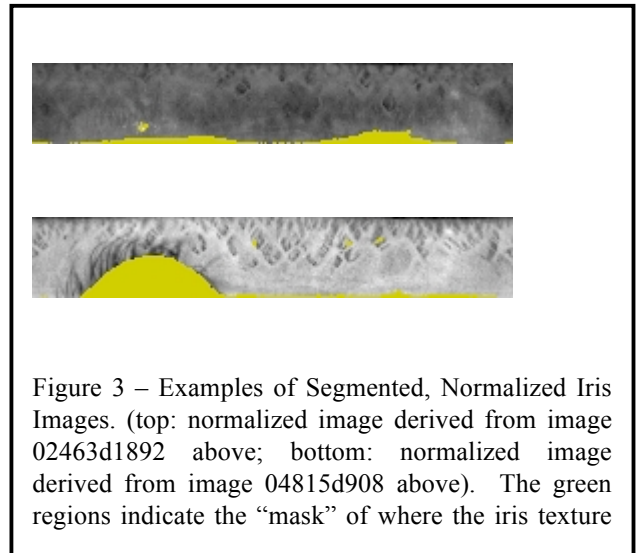 Figure 3 – Examples of Segmented, Normalized Iris
Images. (top: normalized image derived from image
02463d1892 above; bottom: normalized image
derived from image 04815d908 above). The green
regions indicate the “mask” of where the iris texture